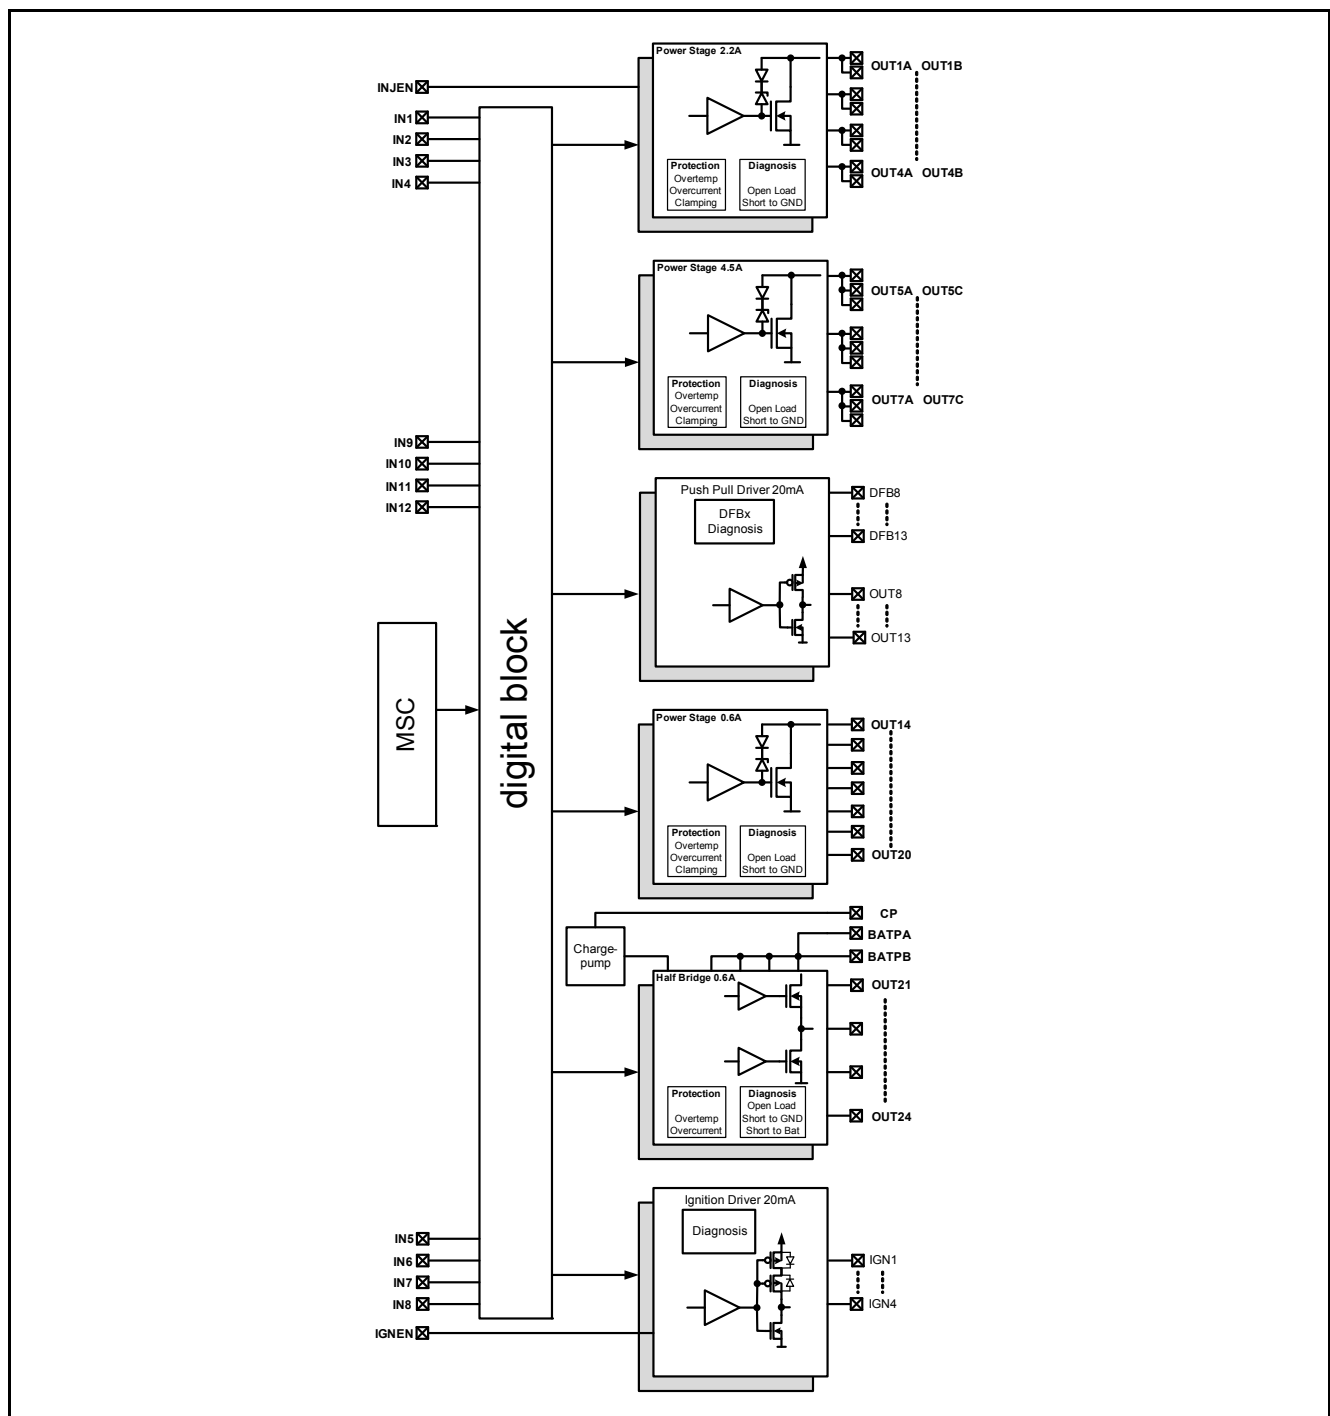 Power Stage 2.2A
INJEN
OUT1A OUT1B
IN1
IN2
IN3
IN4
Protection
Overtemp
Overcurrent
Clamping
Diagnosis
Open Load
Short to GND
OUT4A OUT4B
Power Stage 4.5A
OUT5A OUT5C
Protection
Overtemp
Overcurrent
Clamping
Diagnosis
Open Load
Short to GND
OUT7A OUT7C
IN9
IN10
IN11
IN12
Push Pull Driver 20mA
DFBx
Diagnosis
DFB8
DFB13
OUT8
OUT13
MSC
digital block
Power Stage 0.6A
OUT14
Protection
Overtemp
Overcurrent
Clamping
Diagnosis
Open Load
Short to GND
OUT20
CP
Charge-
pump
BATPA
BATPB
Half Bridge 0.6A
OUT21
Protection
Overtemp
Overcurrent
Diagnosis
Open Load
Short to GND
Short to Bat
OUT24
Ignition Driver 20mA
Diagnosis
IN5
IN6
IN7
IN8
IGNEN
IGN1
IGN4